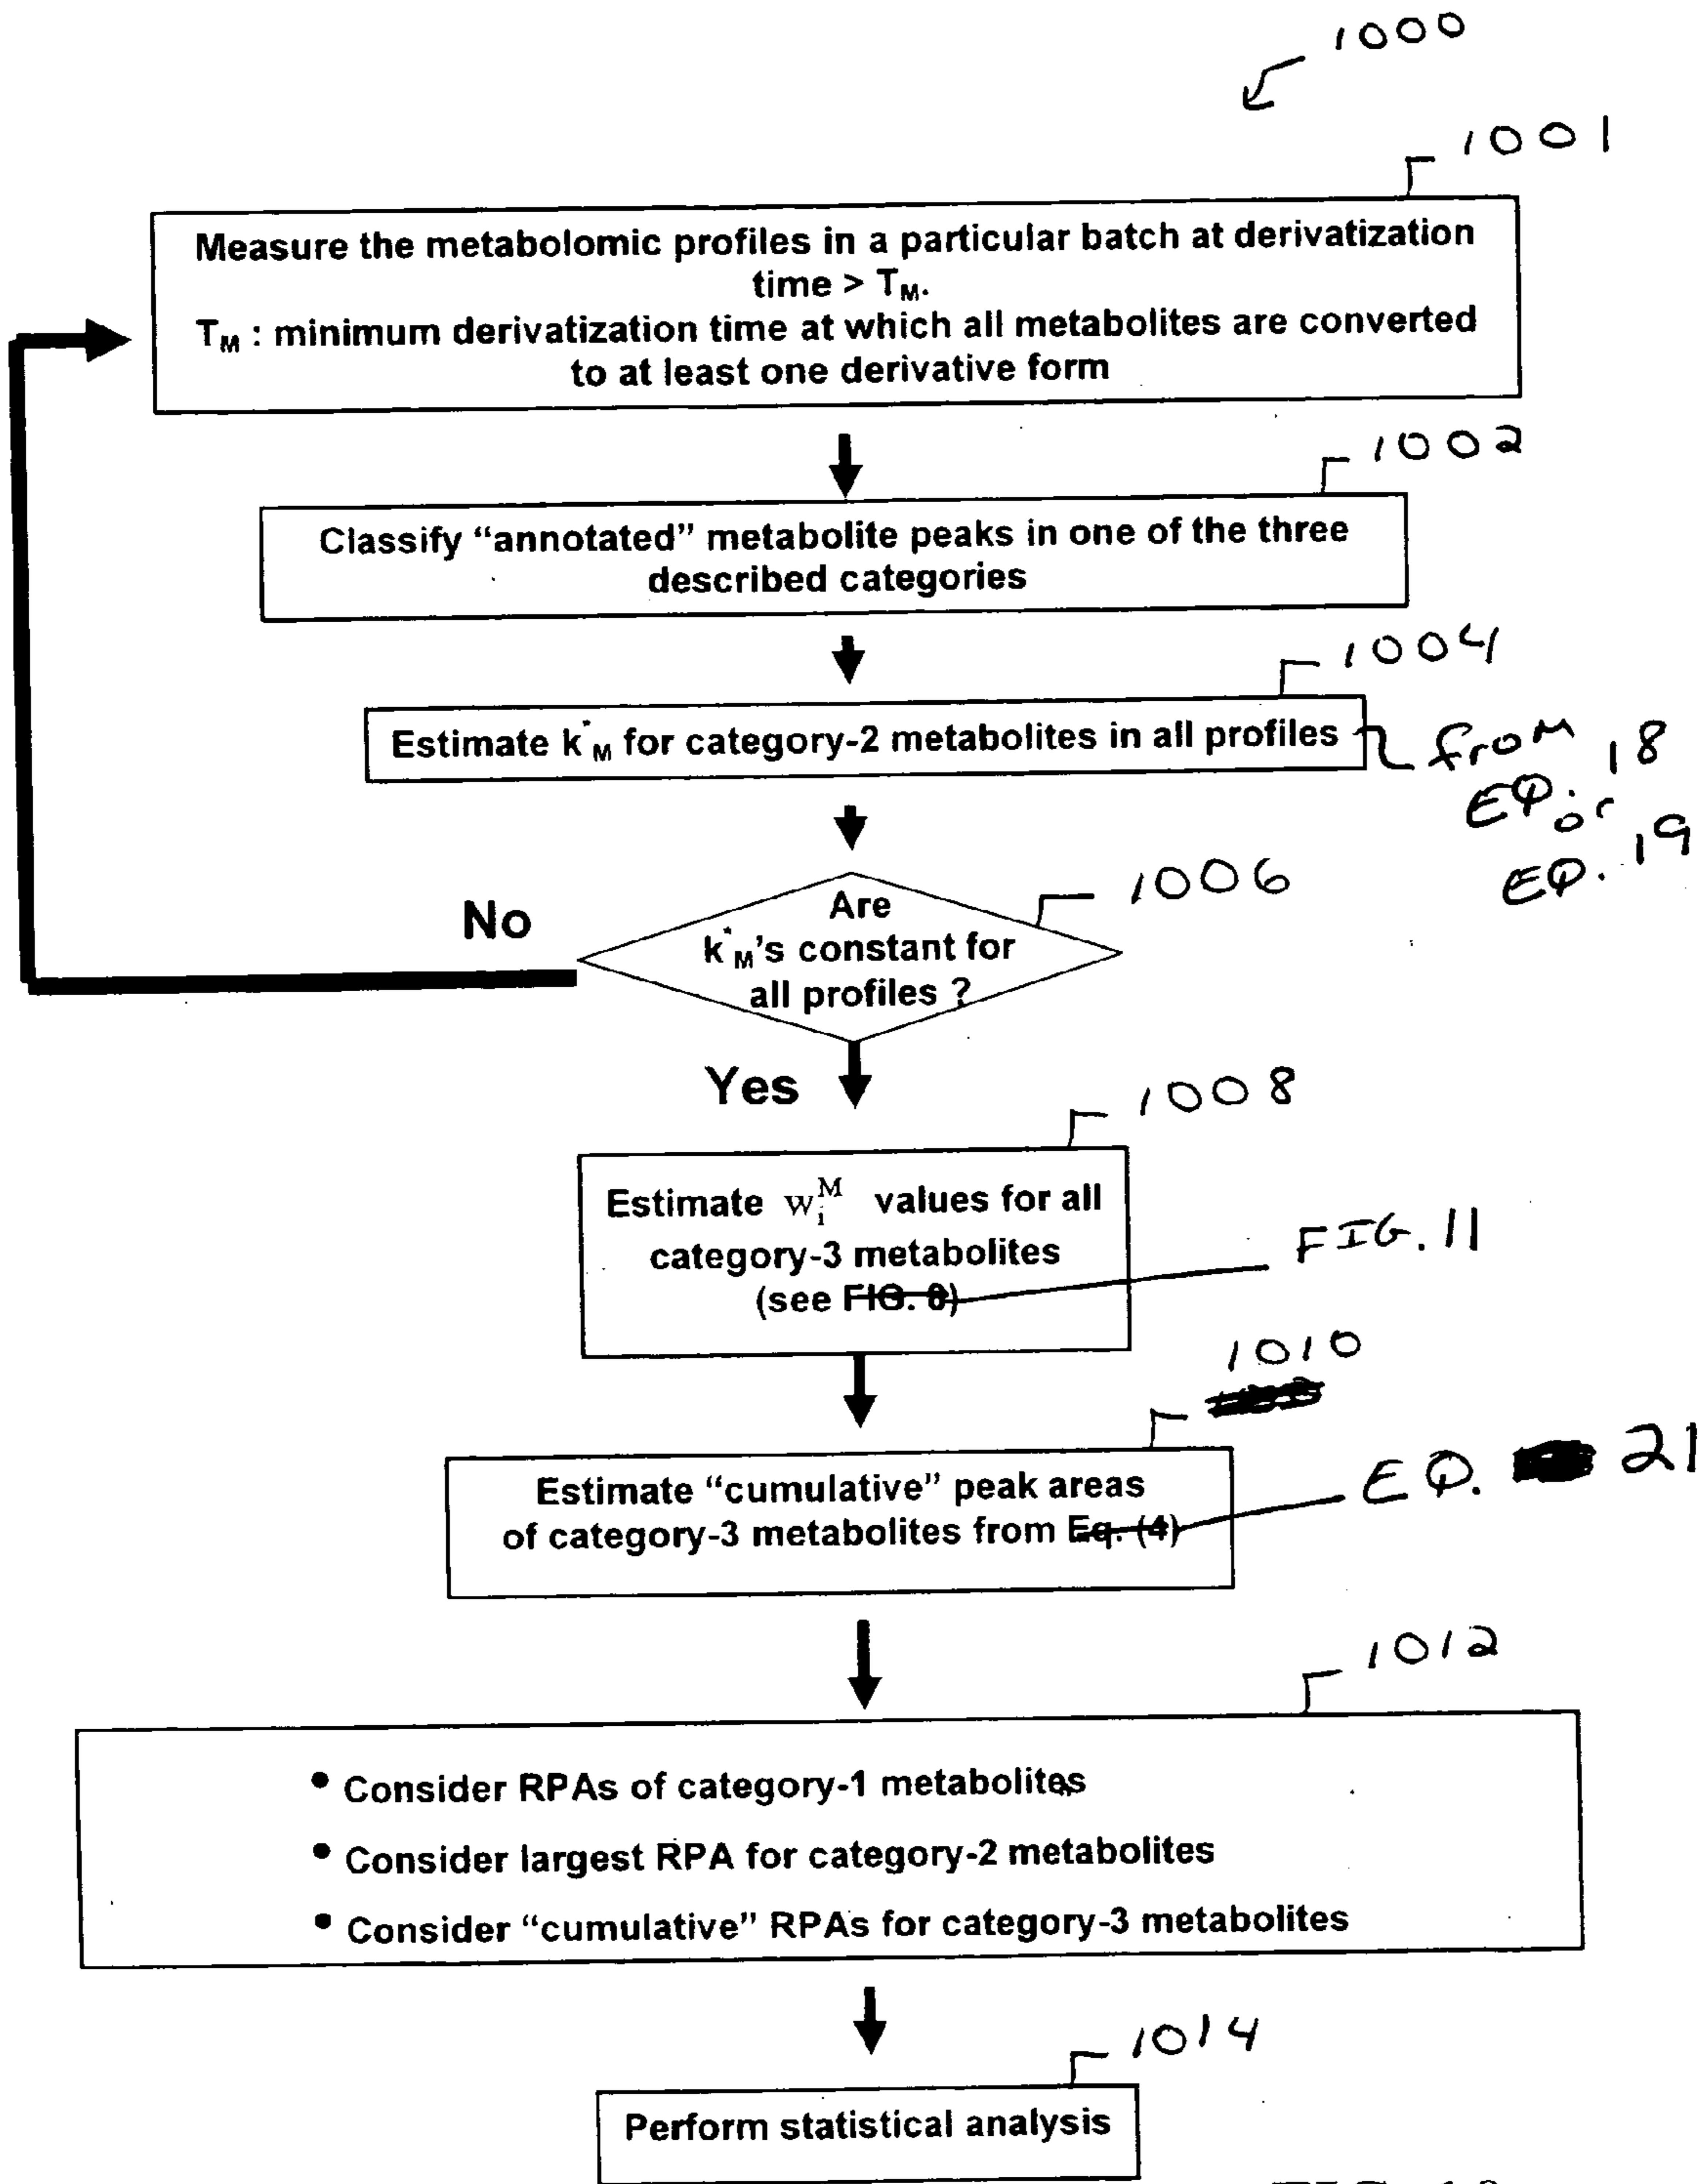 1000
1001
Measure the metabolomic profiles in a particular batch at derivatization
time > T_M.
T_M : minimum derivatization time at which all metabolites are converted
to at least one derivative form
1002
Classify “annotated” metabolite peaks in one of the three
described categories
1004
Estimate k*_M for category-2 metabolites in all profiles
from
EQ. 18
or
EQ. 19
1006
Are
k*_M's constant for
all profiles ?
No
Yes
1008
Estimate w_i^M values for all
category-3 metabolites
(see FIG. 8)
FIG. 11
1010
Estimate “cumulative” peak areas
of category-3 metabolites from Eq. (4)
EQ. 21
1012
• Consider RPAs of category-1 metabolites
• Consider largest RPA for category-2 metabolites
• Consider “cumulative” RPAs for category-3 metabolites
1014
Perform statistical analysis